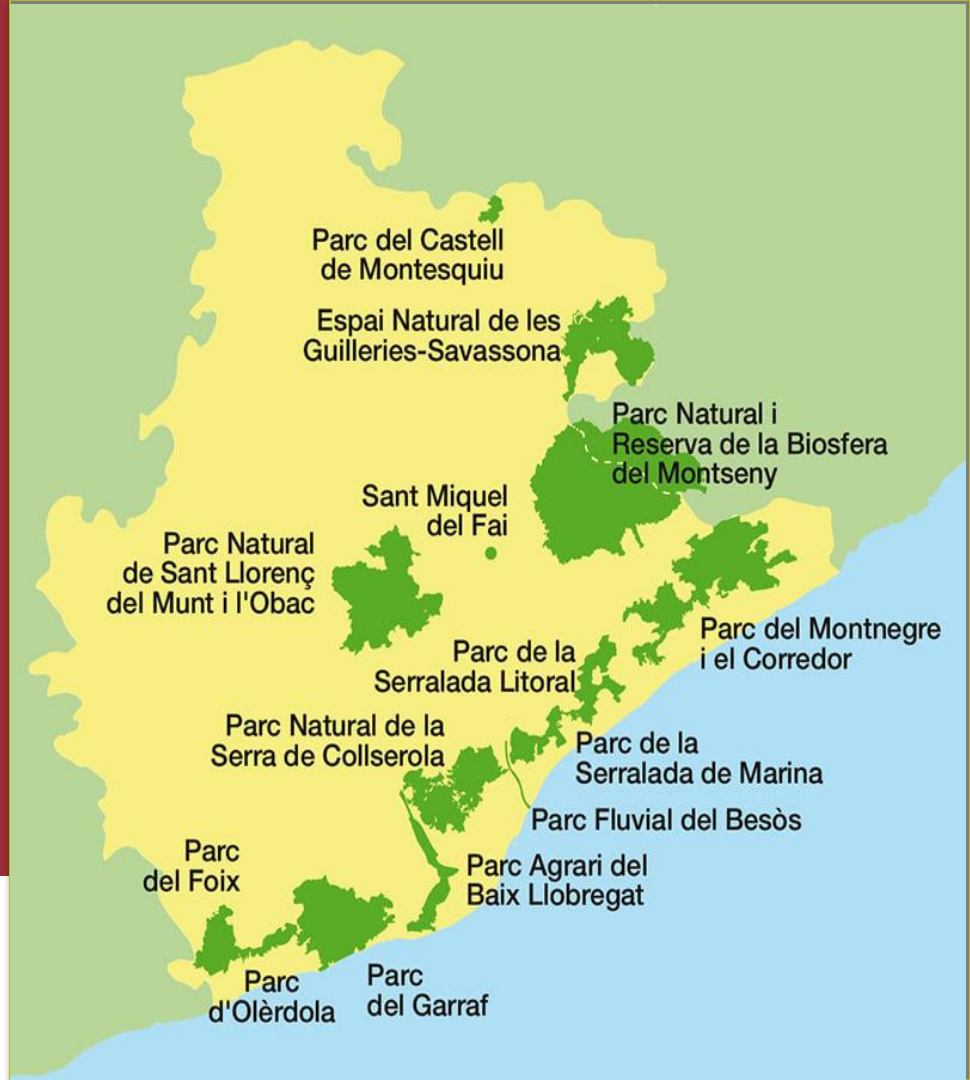 Parc del Castell
de Montesquiu
Espai Natural de les
Guilleries-Savassona
Parc Natural i
Reserva de la Biosfera
del Montseny
Sant Miquel
del Fai
Parc Natural
de Sant Llorenç
del Munt i l'Obac
Parc del Montnegre
i el Corredor
Parc de la
Serralada Litoral
Parc Natural de la
Serra de Collserola
Parc de la
Serralada de Marina
Parc Fluvial del Besòs
Parc
del Foix
Parc Agrari del
Baix Llobregat
Parc
d'Olèrdola
Parc
del Garraf